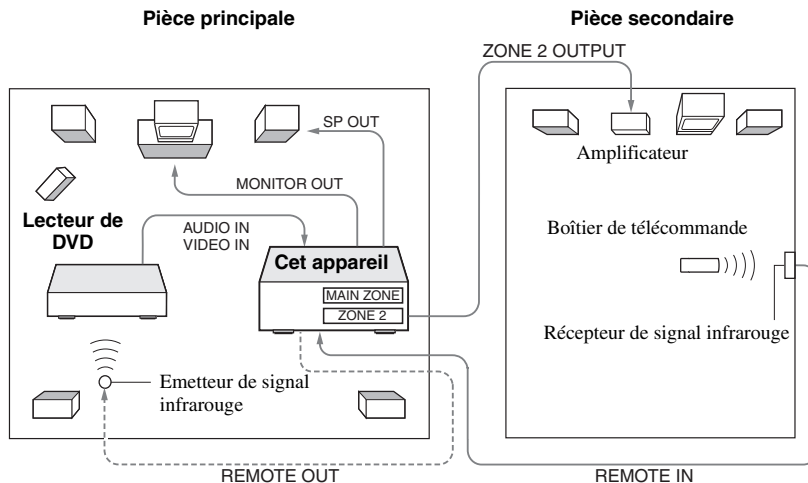 Pièce principale
Pièce secondaire
ZONE 2 OUTPUT
SP OUT
MONITOR OUT
Amplificateur
Lecteur de
DVD
AUDIO IN
VIDEO IN
Cet appareil
MAIN ZONE
ZONE 2
Boîtier de télécommande
Récepteur de signal infrarouge
Emetteur de signal
infrarouge
REMOTE OUT
REMOTE IN